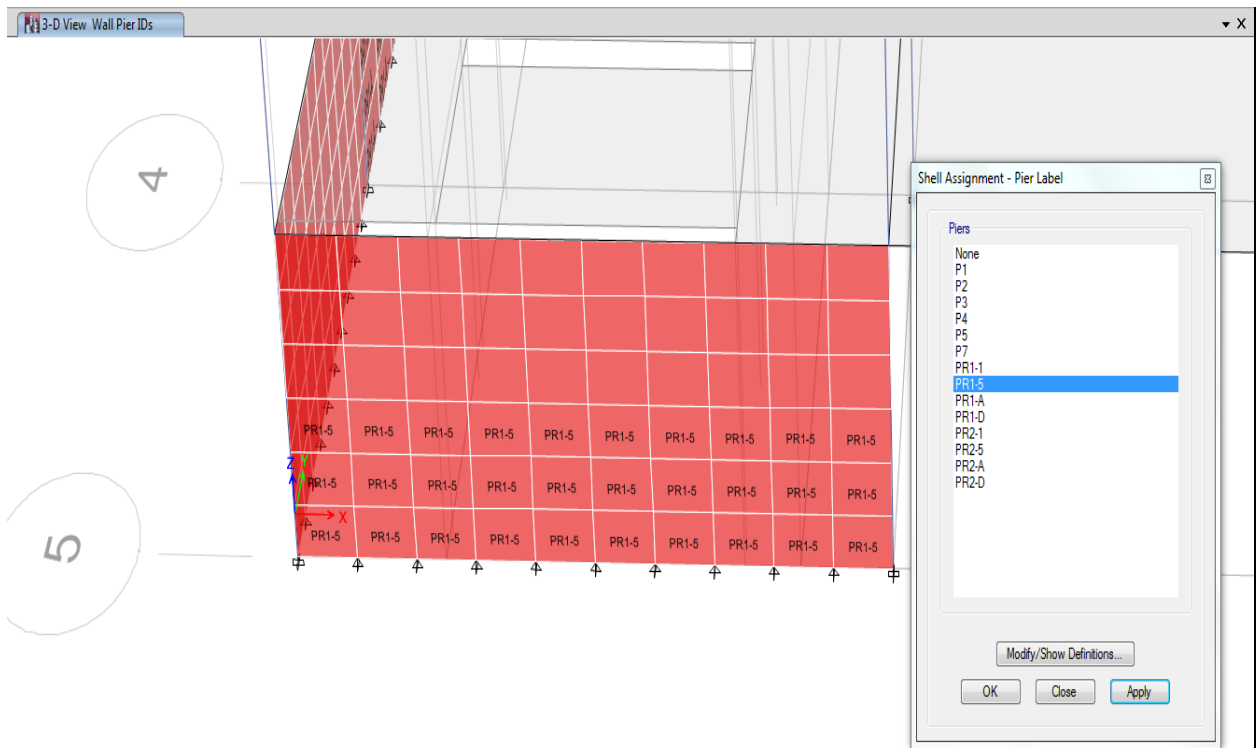 3-D View Wall Pier IDs
X
4
5
Z
Y
X
PR1-5 PR1-5 PR1-5 PR1-5 PR1-5 PR1-5 PR1-5 PR1-5 PR1-5 PR1-5
PR1-5 PR1-5 PR1-5 PR1-5 PR1-5 PR1-5 PR1-5 PR1-5 PR1-5
PR1-5 PR1-5 PR1-5 PR1-5 PR1-5 PR1-5 PR1-5 PR1-5 PR1-5 PR1-5
Shell Assignment - Pier Label
Piers
None
P1
P2
P3
P4
P5
P7
PR1-1
PR1-5
PR1-A
PR1-D
PR2-1
PR2-5
PR2-A
PR2-D
Modify/Show Definitions...
OK Close Apply